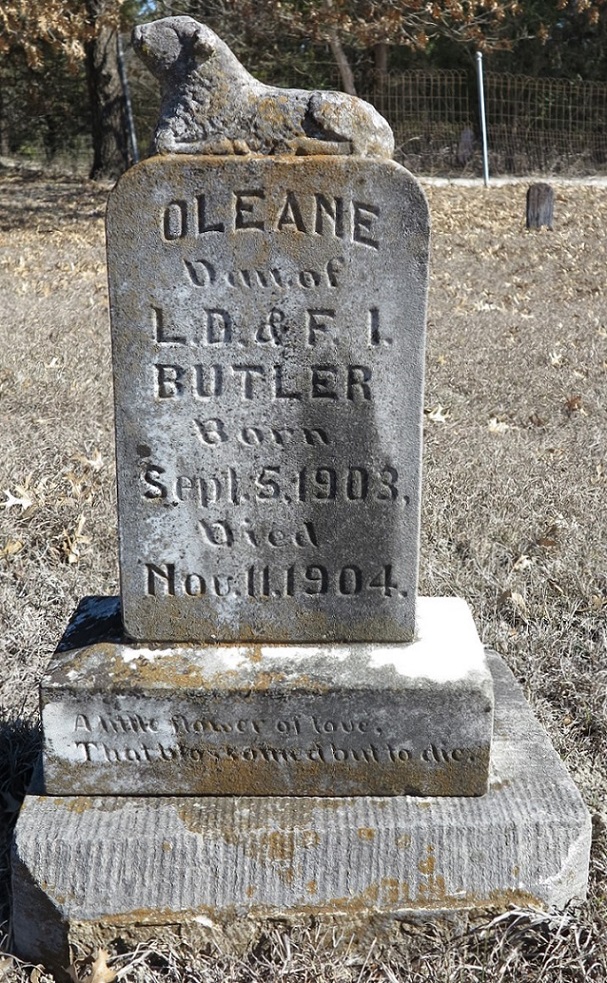 OLEANE
Dau. of
L.D. & F. I.
BUTLER
Born
Sept. 5, 1903,
Died
Nov. 11, 1904.
A little flower of love,
That blossomed but to die.